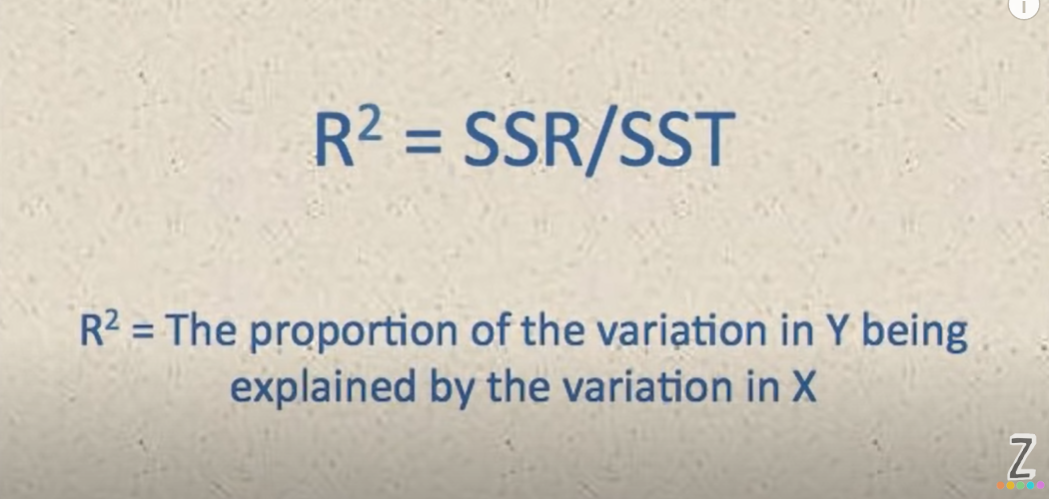 R² = SSR/SST
R² = The proportion of the variation in Y being
explained by the variation in X
Z